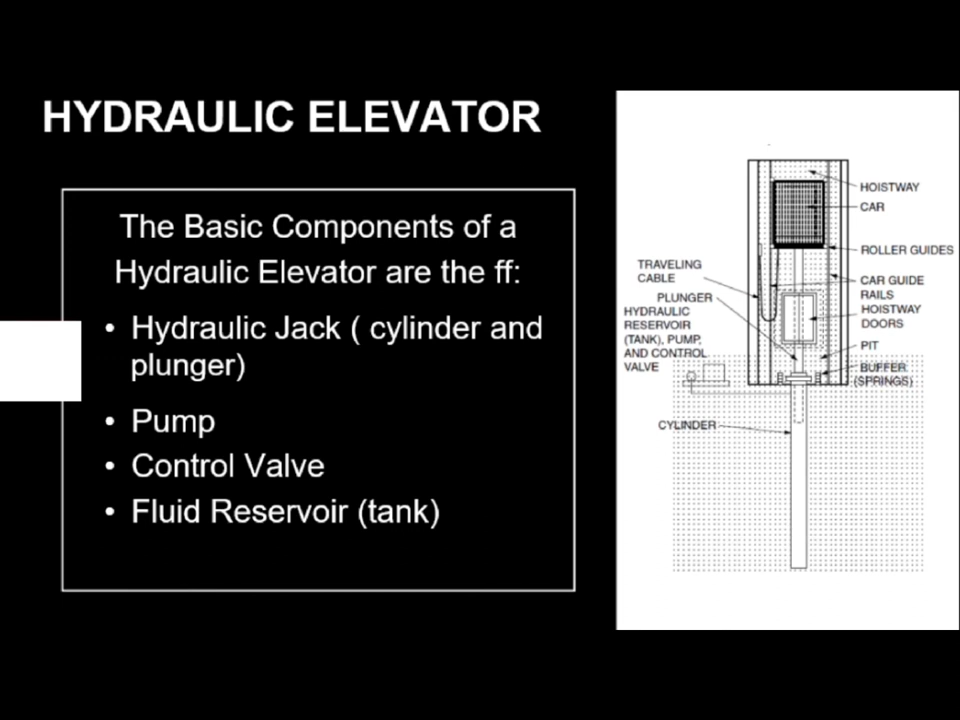 HYDRAULIC ELEVATOR
The Basic Components of a
Hydraulic Elevator are the ff:
• Hydraulic Jack ( cylinder and
plunger)
• Pump
• Control Valve
• Fluid Reservoir (tank)
HOISTWAY
CAR
ROLLER GUIDES
TRAVELING
CABLE
CAR GUIDE
RAILS
PLUNGER
HOISTWAY
DOORS
HYDRAULIC
RESERVOIR
(TANK), PUMP,
AND CONTROL
VALVE
PIT
BUFFER
(SPRINGS)
CYLINDER